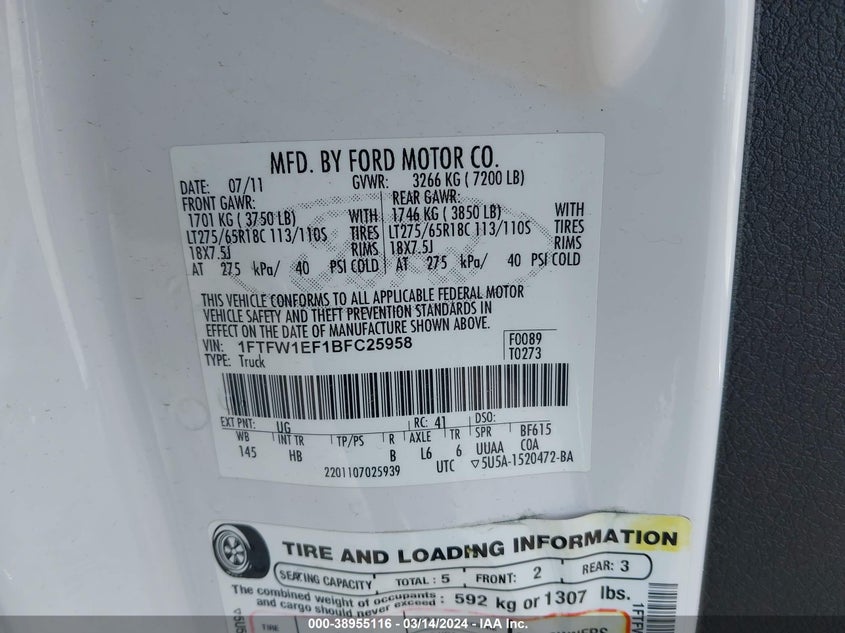 MFD. BY FORD MOTOR CO.
DATE: 07/11 GVWR: 3266 KG ( 7200 LB)
FRONT GAWR: REAR GAWR:
1701 KG ( 3750 LB) WITH 1746 KG ( 3850 LB) WITH
LT275/65R18C 113/110S TIRES LT275/65R18C 113/110S TIRES
18X7.5J RIMS 18X7.5J RIMS
AT 275 kPa/ 40 PSI COLD AT 275 kPa/ 40 PSI COLD
THIS VEHICLE CONFORMS TO ALL APPLICABLE FEDERAL MOTOR
VEHICLE SAFETY AND THEFT PREVENTION STANDARDS IN
EFFECT ON THE DATE OF MANUFACTURE SHOWN ABOVE.
VIN: 1FTFW1EF1BFC25958 F0089
TYPE: Truck T0273
EXT PNT: UG RC: 41 DSO:
WB INT TR TP/PS R AXLE TR SPR BF615
145 HB B L6 6 UUAA COA
2201107025939 UTC ▽5U5A-1520472-BA
TIRE AND LOADING INFORMATION
SEATING CAPACITY TOTAL : 5 FRONT: 2 REAR: 3
The combined weight of occupants : 592 kg or 1307 lbs.
and cargo should never exceed
TIRE
000-38955116 - 03/14/2024 - IAA Inc.